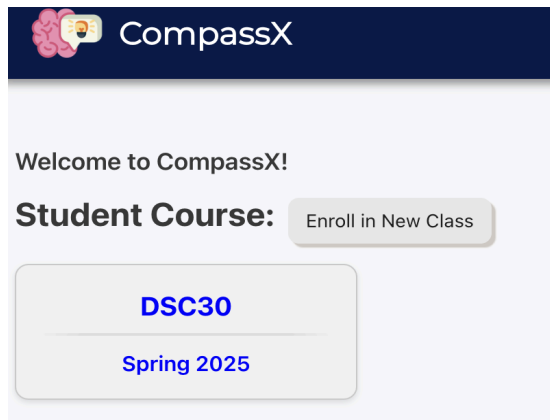 CompassX
Welcome to CompassX!
Student Course: Enroll in New Class
DSC30
Spring 2025